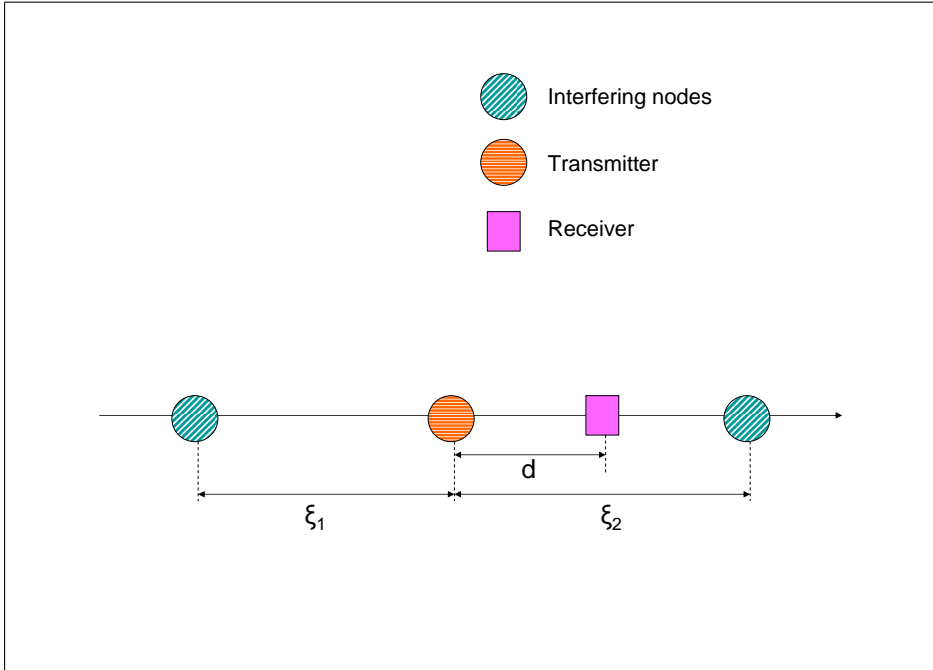 Interfering nodes
Transmitter
Receiver
d
ξ₁
ξ₂